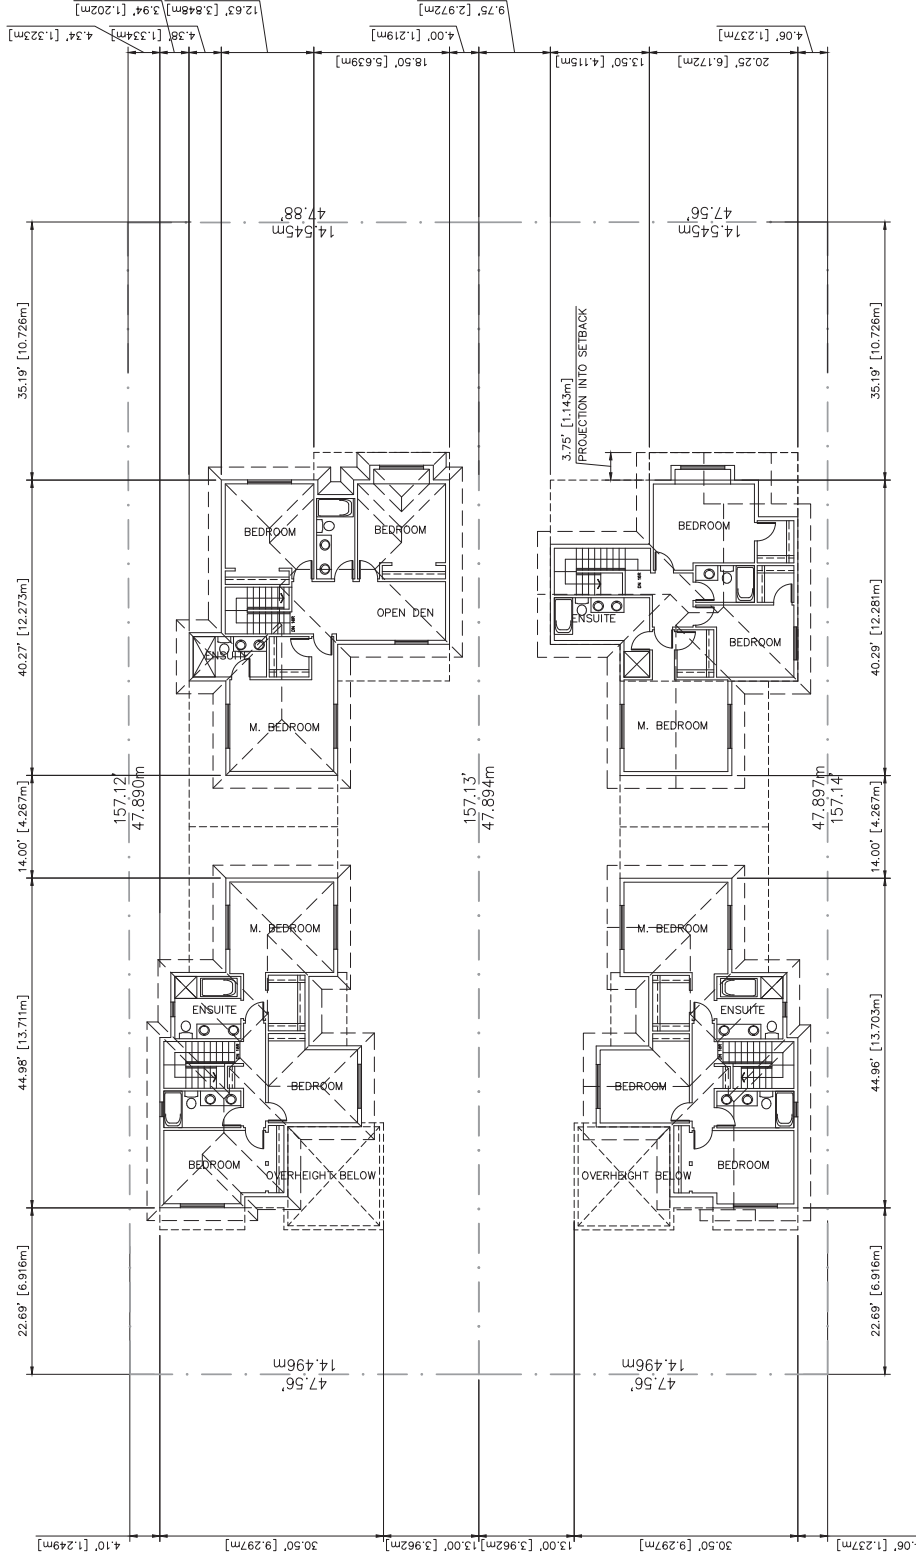 4.34' [1.323m]
3.94' [1.202m]
4.38' [1.334m]
12.63' [3.848m]
18.50' [5.639m]
4.00' [1.219m]
9.75' [2.972m]
13.50' [4.115m]
20.25' [6.172m]
4.06' [1.237m]
47.88'
14.545m
47.56'
14.545m
35.19' [10.726m]
35.19' [10.726m]
3.75' [1.143m]
PROJECTION INTO SETBACK
BEDROOM
BEDROOM
BEDROOM
OPEN DEN
ENSUITE
ENSUITE
BEDROOM
DN 16R
DN 16R
40.27' [12.273m]
40.29' [12.281m]
M. BEDROOM
M. BEDROOM
157.12'
47.890m
157.13'
47.894m
47.897m
157.14'
14.00' [4.267m]
14.00' [4.267m]
M. BEDROOM
M. BEDROOM
ENSUITE
ENSUITE
DN 16R
DN 16R
44.98' [13.711m]
44.96' [13.703m]
BEDROOM
BEDROOM
BEDROOM
OVERHEIGHT BELOW
OVERHEIGHT BELOW
BEDROOM
22.69' [6.916m]
22.69' [6.916m]
14.496m
47.56'
14.496m
47.56'
4.10' [1.249m]
30.50' [9.297m]
13.00' [3.962m]
13.00' [3.962m]
30.50' [9.297m]
4.06' [1.237m]